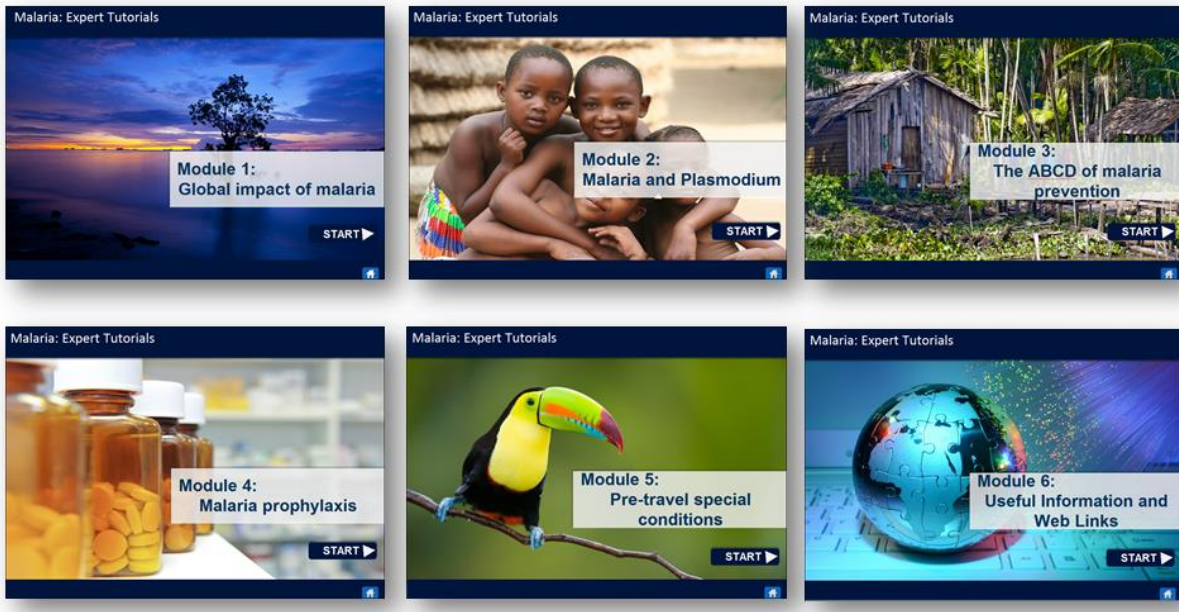 Malaria: Expert Tutorials
Module 1:
Global impact of malaria
START
Malaria: Expert Tutorials
Module 2:
Malaria and Plasmodium
START
Malaria: Expert Tutorials
Module 3:
The ABCD of malaria
prevention
START
Malaria: Expert Tutorials
Module 4:
Malaria prophylaxis
START
Malaria: Expert Tutorials
Module 5:
Pre-travel special
conditions
START
Malaria: Expert Tutorials
Module 6:
Useful Information and
Web Links
START